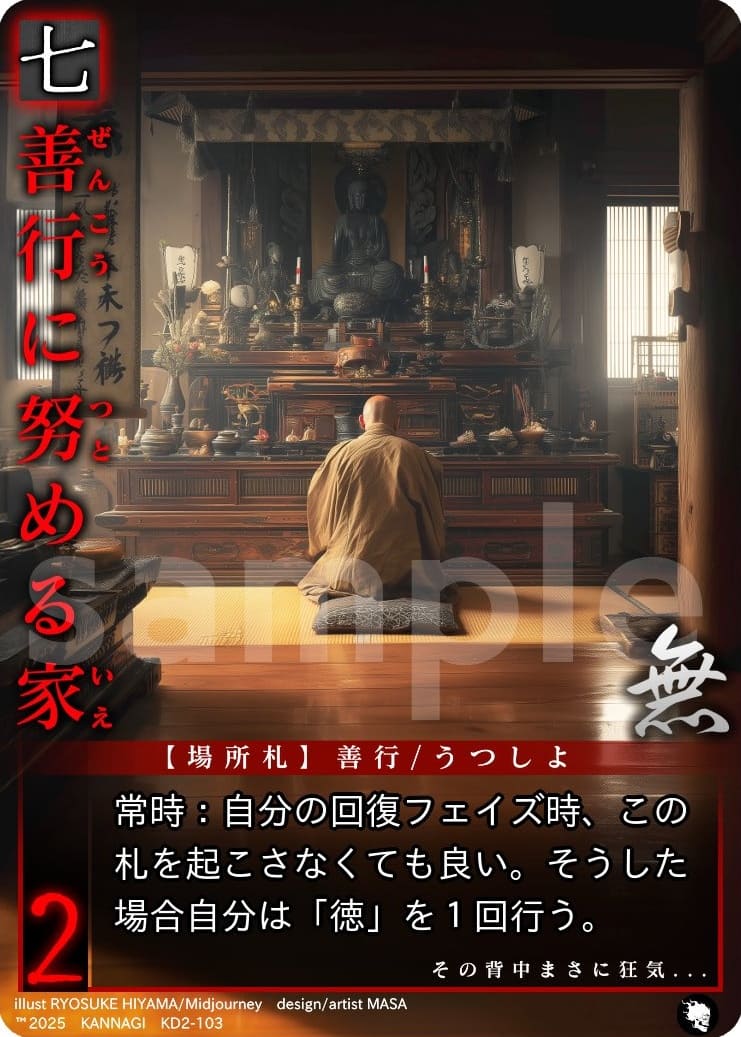 七
善行に努める家
ぜんこう
つと
いえ
sample
無
【場所札】善行/うつしよ
常時：自分の回復フェイズ時、この
札を起こさなくても良い。そうした
場合自分は「徳」を１回行う。
2
その背中まさに狂気...
illust RYOSUKE HIYAMA/Midjourney design/artist MASA
™2025 KANNAGI KD2-103